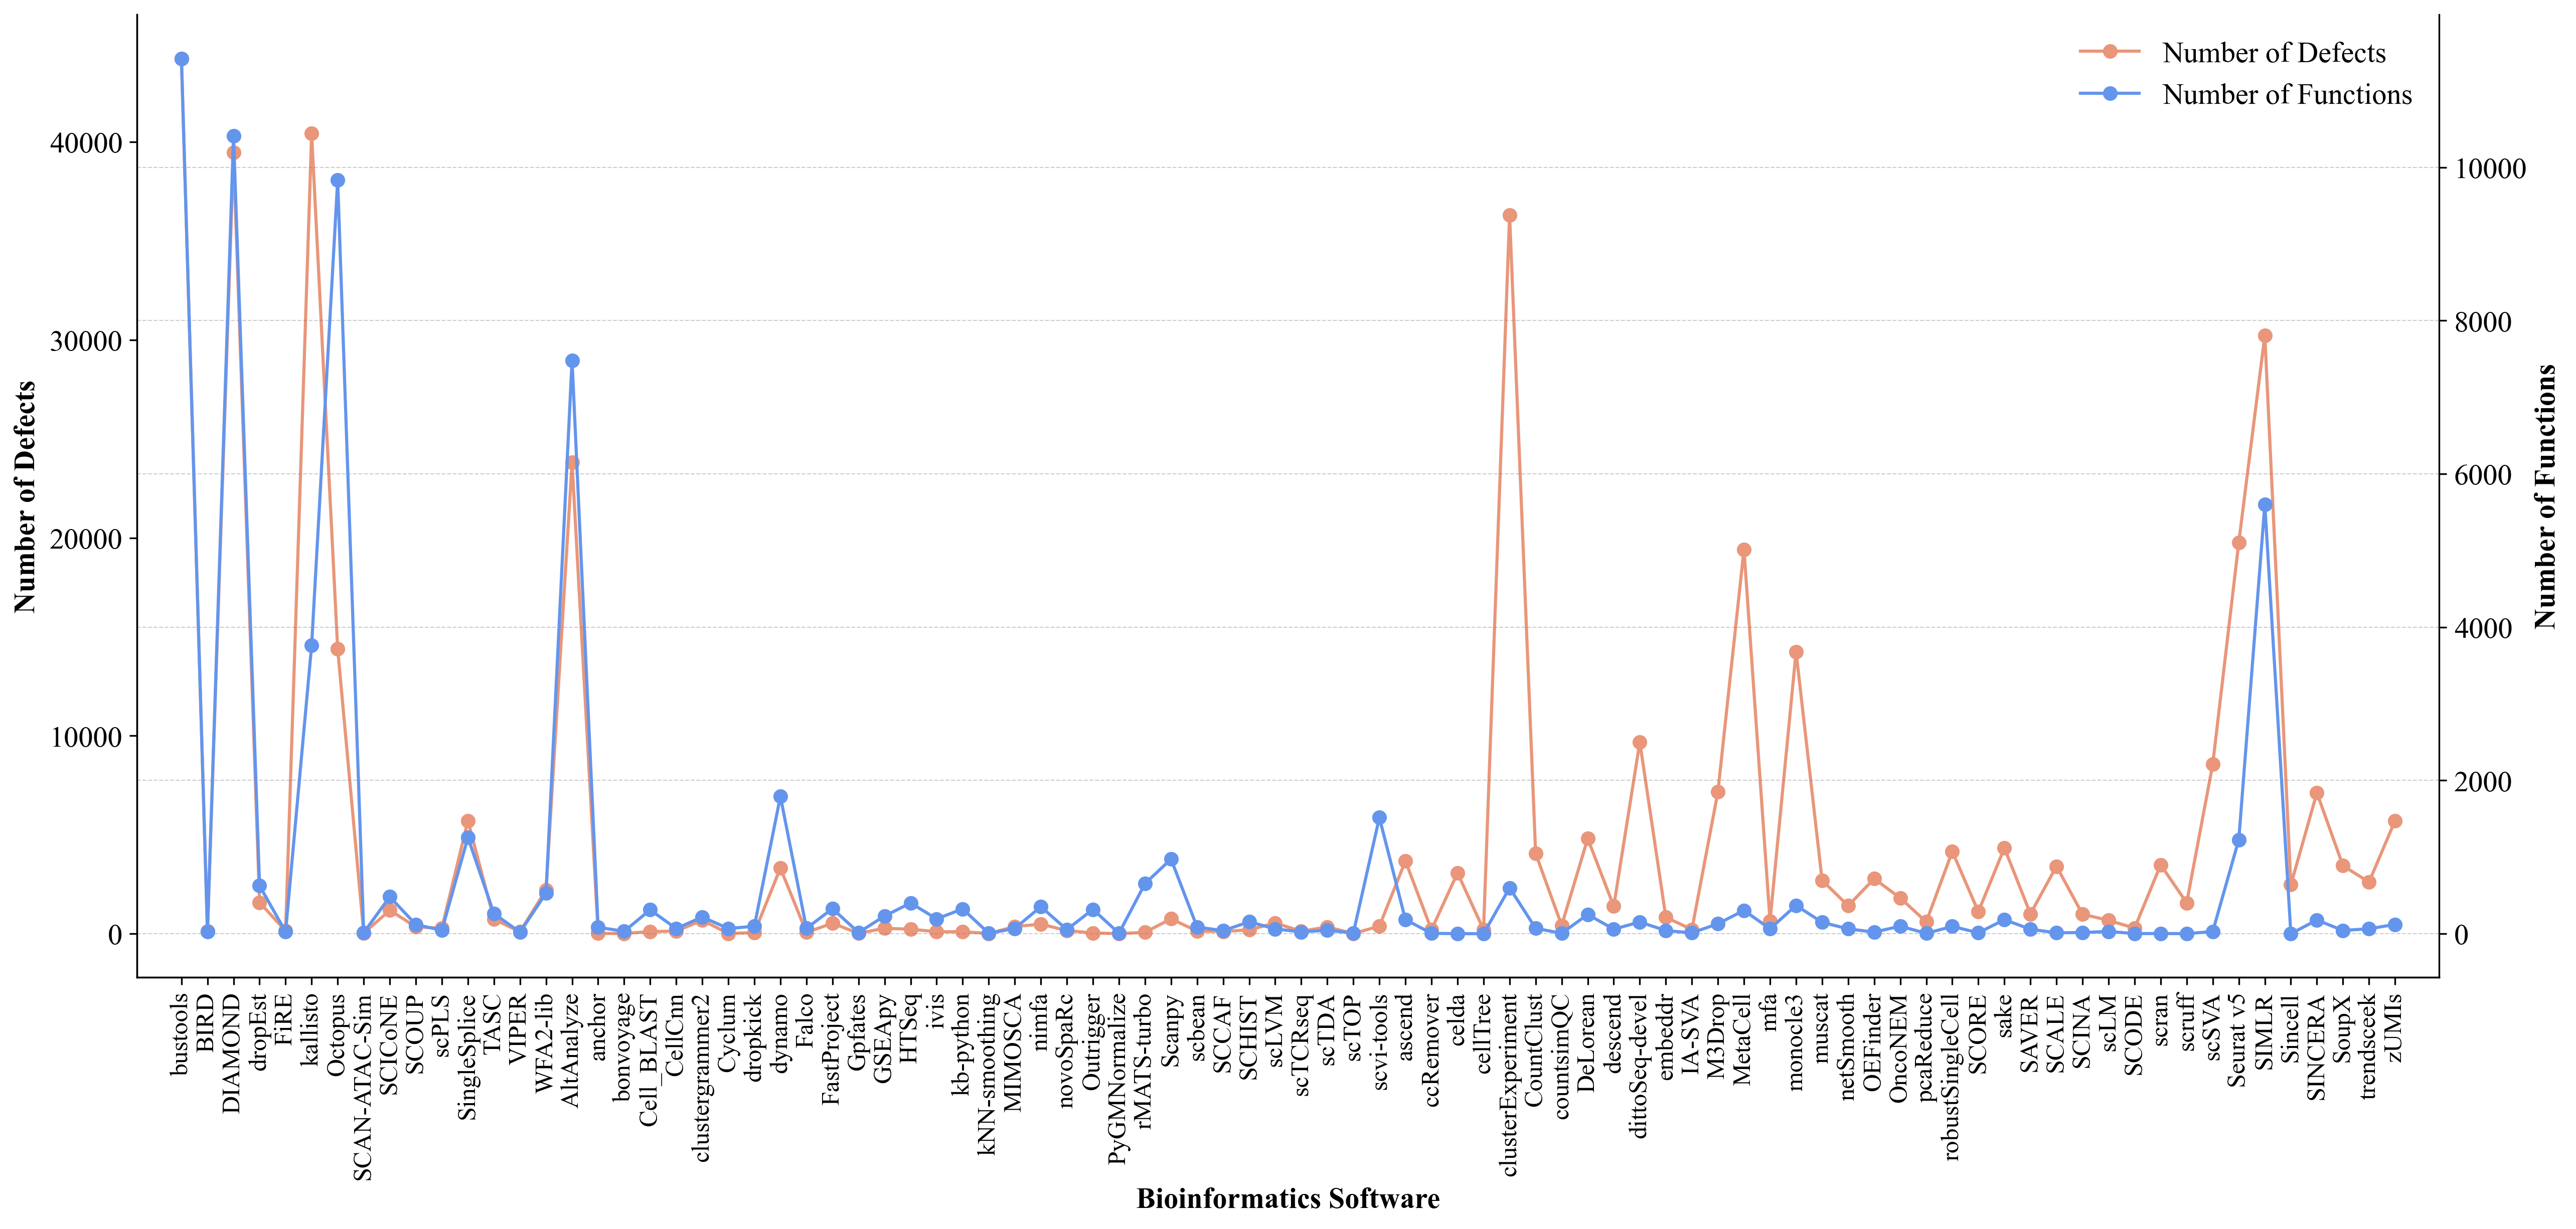 Number of Defects
Number of Functions
40000
30000
20000
10000
0
Number of Defects
10000
8000
6000
4000
2000
0
Number of Functions
bustools
BIRD
DIAMOND
dropEst
FiRE
kallisto
Octopus
SCAN-ATAC-Sim
SCICoNE
SCOUP
scPLS
SingleSplice
TASC
VIPER
WFA2-lib
AltAnalyze
anchor
bonvoyage
Cell_BLAST
CellCnn
clustergrammer2
Cyclum
dropkick
dynamo
Falco
FastProject
Gpfates
GSEApy
HTSeq
ivis
kb-python
kNN-smoothing
MIMOSCA
nimfa
novoSpaRc
Outrigger
PyGMNormalize
rMATS-turbo
Scanpy
scbean
SCCAF
SCHIST
scLVM
scTCRseq
scTDA
scTOP
scvi-tools
ascend
ccRemover
celda
cellTree
clusterExperiment
CountClust
countsimQC
DeLorean
descend
dittoSeq-devel
embeddr
IA-SVA
M3Drop
MetaCell
mfa
monocle3
muscat
netSmooth
OEFinder
OncoNEM
pcaReduce
robustSingleCell
SCORE
sake
SAVER
SCALE
SCINA
scLM
SCODE
scran
scruff
scSVA
Seurat v5
SIMLR
Sincell
SINCERA
SoupX
trendsceek
zUMIs
Bioinformatics Software